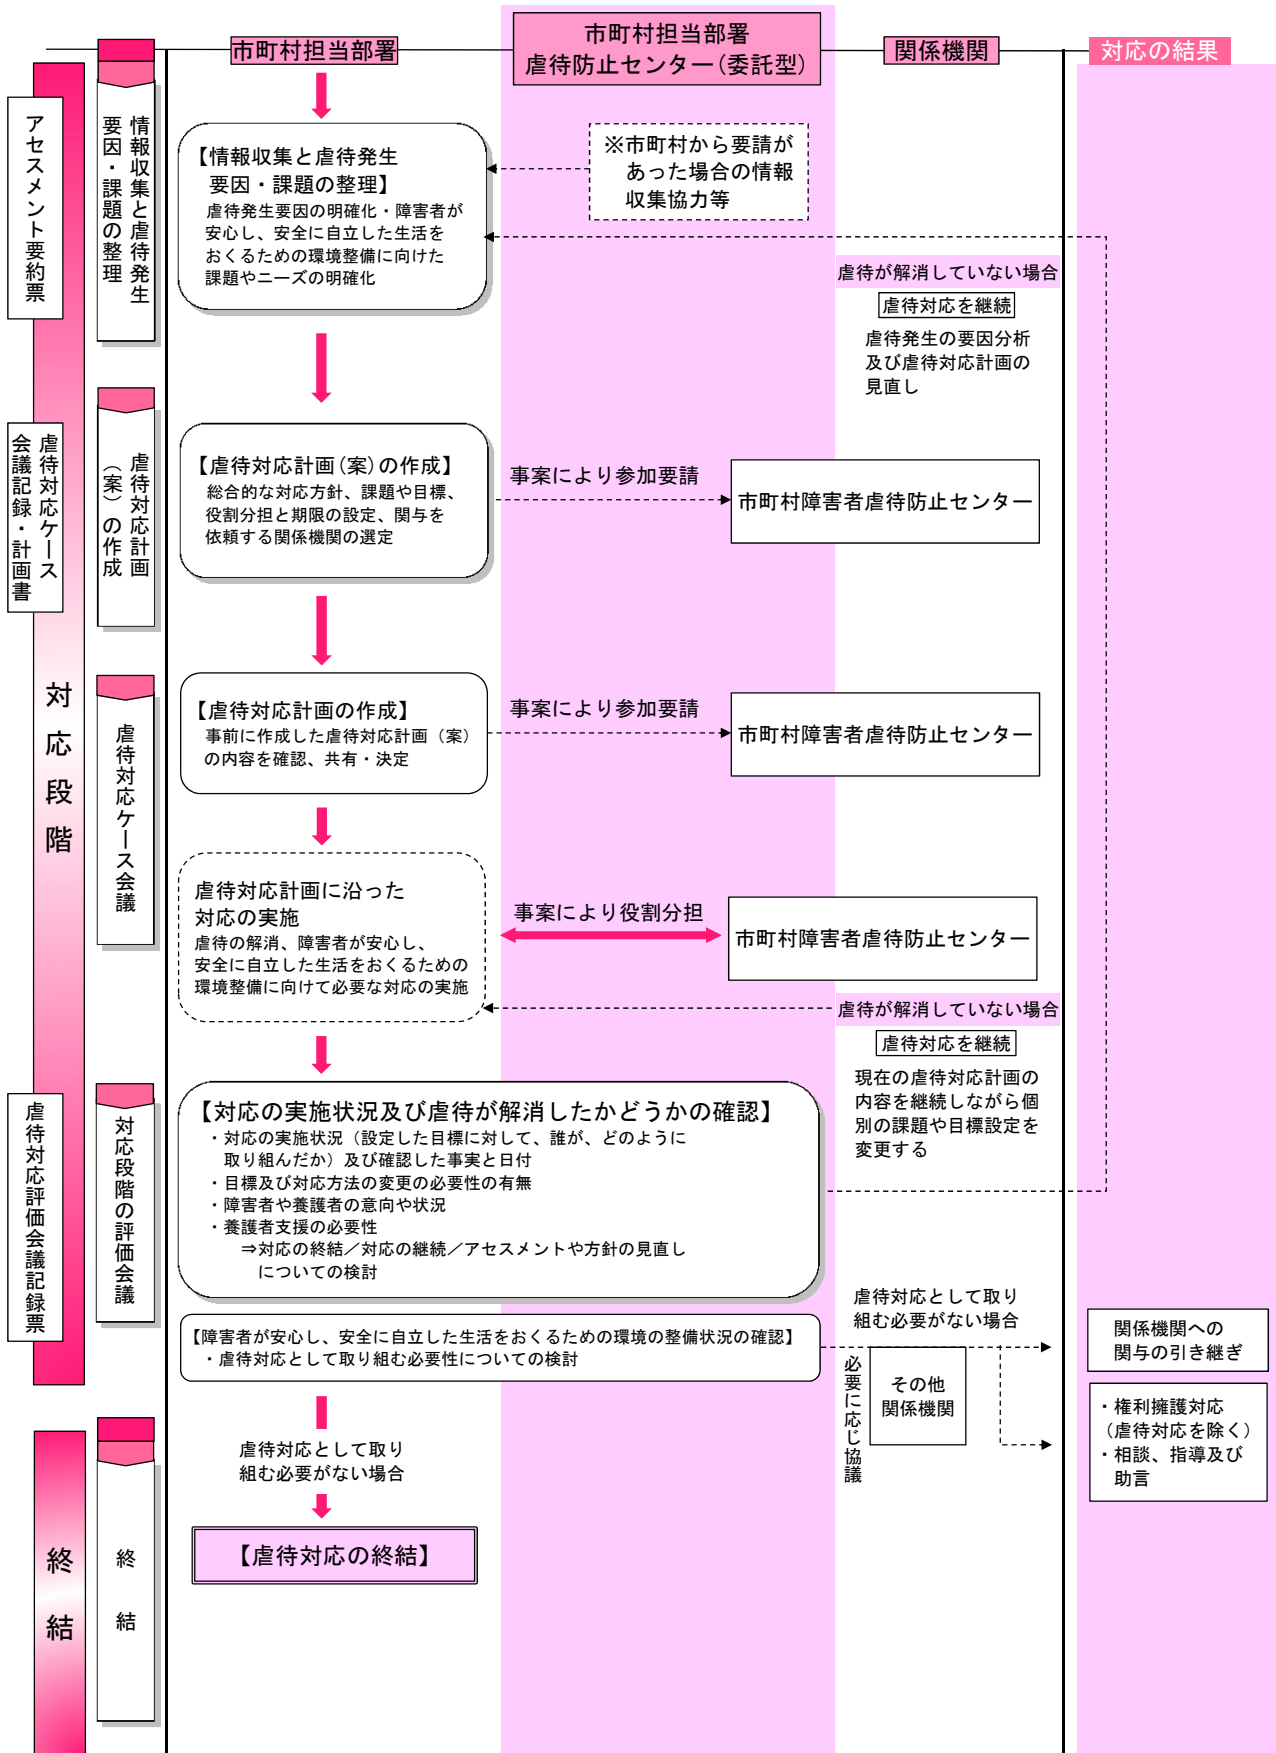 市町村担当部署
市町村担当部署
虐待防止センター(委託型)
関係機関
対応の結果
アセスメント要約票
情報収集と虐待発生
要因・課題の整理
【情報収集と虐待発生
要因・課題の整理】
虐待発生要因の明確化・障害者が
安心し、安全に自立した生活を
おくるための環境整備に向けた
課題やニーズの明確化
※市町村から要請が
あった場合の情報
収集協力等
虐待が解消していない場合
虐待対応を継続
虐待発生の要因分析
及び虐待対応計画の
見直し
虐待対応ケース
会議記録・計画書
虐待対応計画
(案)の作成
【虐待対応計画(案)の作成】
総合的な対応方針、課題や目標、
役割分担と期限の設定、関与を
依頼する関係機関の選定
事案により参加要請
市町村障害者虐待防止センター
対応段階
虐待対応ケース会議
【虐待対応計画の作成】
事前に作成した虐待対応計画（案）
の内容を確認、共有・決定
事案により参加要請
市町村障害者虐待防止センター
虐待対応計画に沿った
対応の実施
虐待の解消、障害者が安心し、
安全に自立した生活をおくるための
環境整備に向けて必要な対応の実施
事案により役割分担
市町村障害者虐待防止センター
虐待が解消していない場合
虐待対応を継続
現在の虐待対応計画の
内容を継続しながら個
別の課題や目標設定を
変更する
虐待対応評価会議記録票
対応段階の評価会議
【対応の実施状況及び虐待が解消したかどうかの確認】
・対応の実施状況（設定した目標に対して、誰が、どのように
取り組んだか）及び確認した事実と日付
・目標及び対応方法の変更の必要性の有無
・障害者や養護者の意向や状況
・養護者支援の必要性
⇒対応の終結／対応の継続／アセスメントや方針の見直し
についての検討
【障害者が安心し、安全に自立した生活をおくるための環境の整備状況の確認】
・虐待対応として取り組む必要性についての検討
虐待対応として取り
組む必要がない場合
必要に応じ協議
その他
関係機関
関係機関への
関与の引き継ぎ
・権利擁護対応
（虐待対応を除く）
・相談、指導及び
助言
虐待対応として取り
組む必要がない場合
終結
終結
【虐待対応の終結】